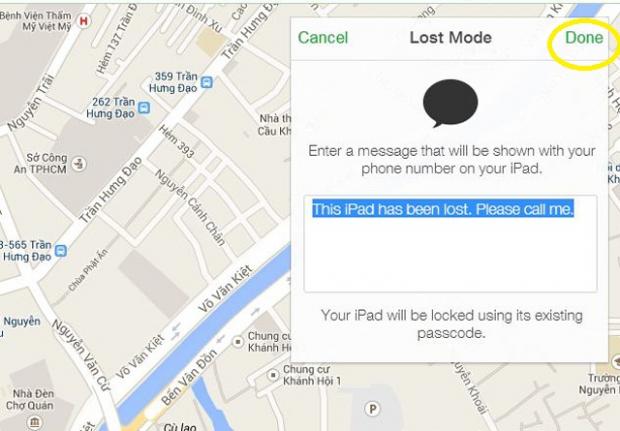 Bệnh Viện Thẩm
Mỹ Việt Mỹ
H
Hẻm 137 Trần Đ
n Đình Xu
Trần Hưng Đạo
359 Trần
Hưng Đạo
262 Trần
Hưng Đạo
Nguyễn Trãi
Hẻm 393
Nhà th
Cầu Kh
Sở Công
An TPHCM
Trần Hưng Đạo
Nguyễn Cảnh Chân
3-565 Trần
Hưng Đạo
Chùa Phật Ấn
Võ Văn Kiệt
Nguyễn
u
Nguyễn Văn Cừ
Võ Văn Kiệt
Bến Vân Đồn
Chung cư
Khánh Hộ
Chung cư
Khánh Hội 1
Nhà Đèn
Chợ Quán
Cù lao
P
Nguyễn Khoái
Trườn
Nguyễn
Cancel
Lost Mode
Done
Enter a message that will be shown with your
phone number on your iPad.
This iPad has been lost. Please call me.
Your iPad will be locked using its existing
passcode.